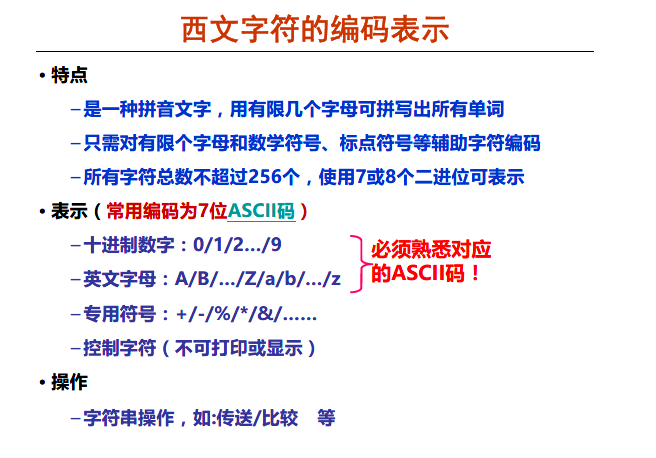 西文字符的编码表示
• 特点
–是一种拼音文字，用有限几个字母可拼写出所有单词
–只需对有限个字母和数学符号、标点符号等辅助字符编码
–所有字符总数不超过256个，使用7或8个二进位可表示
• 表示（常用编码为7位ASCII码）
–十进制数字：0/1/2…/9
–英文字母：A/B/…/Z/a/b/…/z
必须熟悉对应
的ASCII码！
–专用符号：+/-/%/*/&/……
–控制字符（不可打印或显示）
• 操作
–字符串操作，如:传送/比较 等